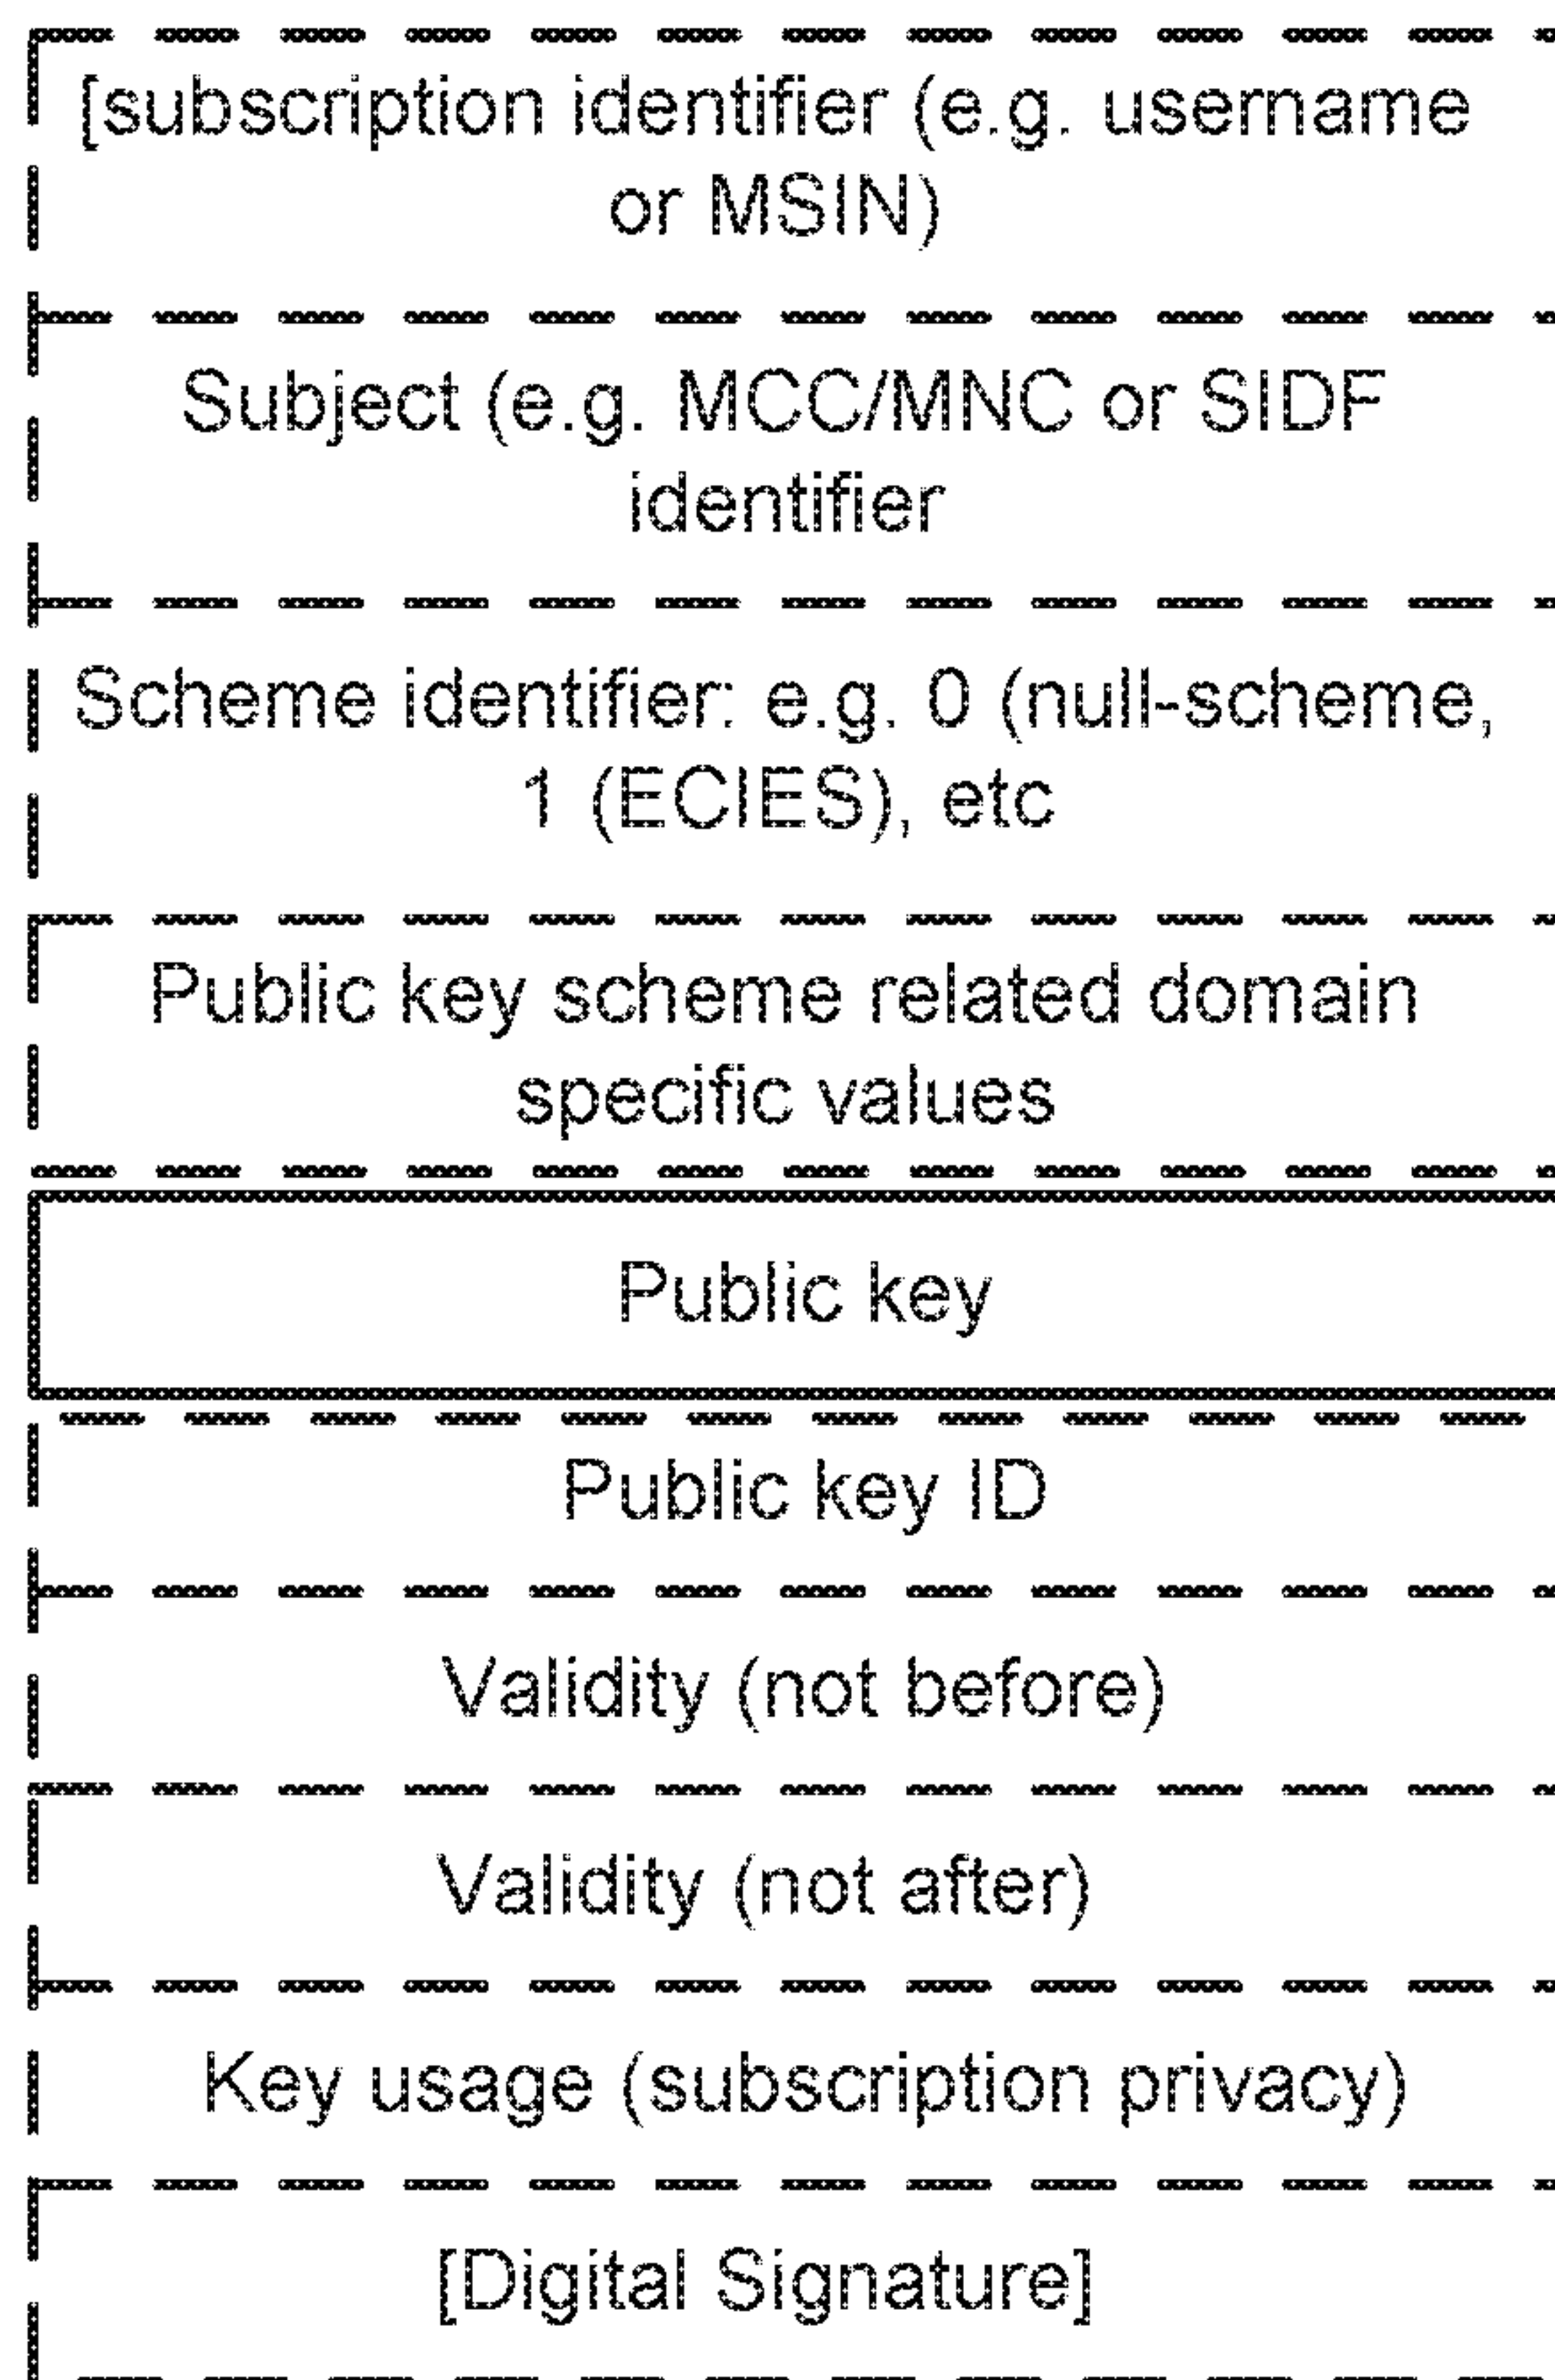 [subscription identifier (e.g. username
or MSIN)
Subject (e.g. MCC/MNC or SIDF
identifier
Scheme identifier: e.g. 0 (null-scheme,
1 (ECIES), etc
Public key scheme related domain
specific values
Public key
Public key ID
Validity (not before)
Validity (not after)
Key usage (subscription privacy)
[Digital Signature]